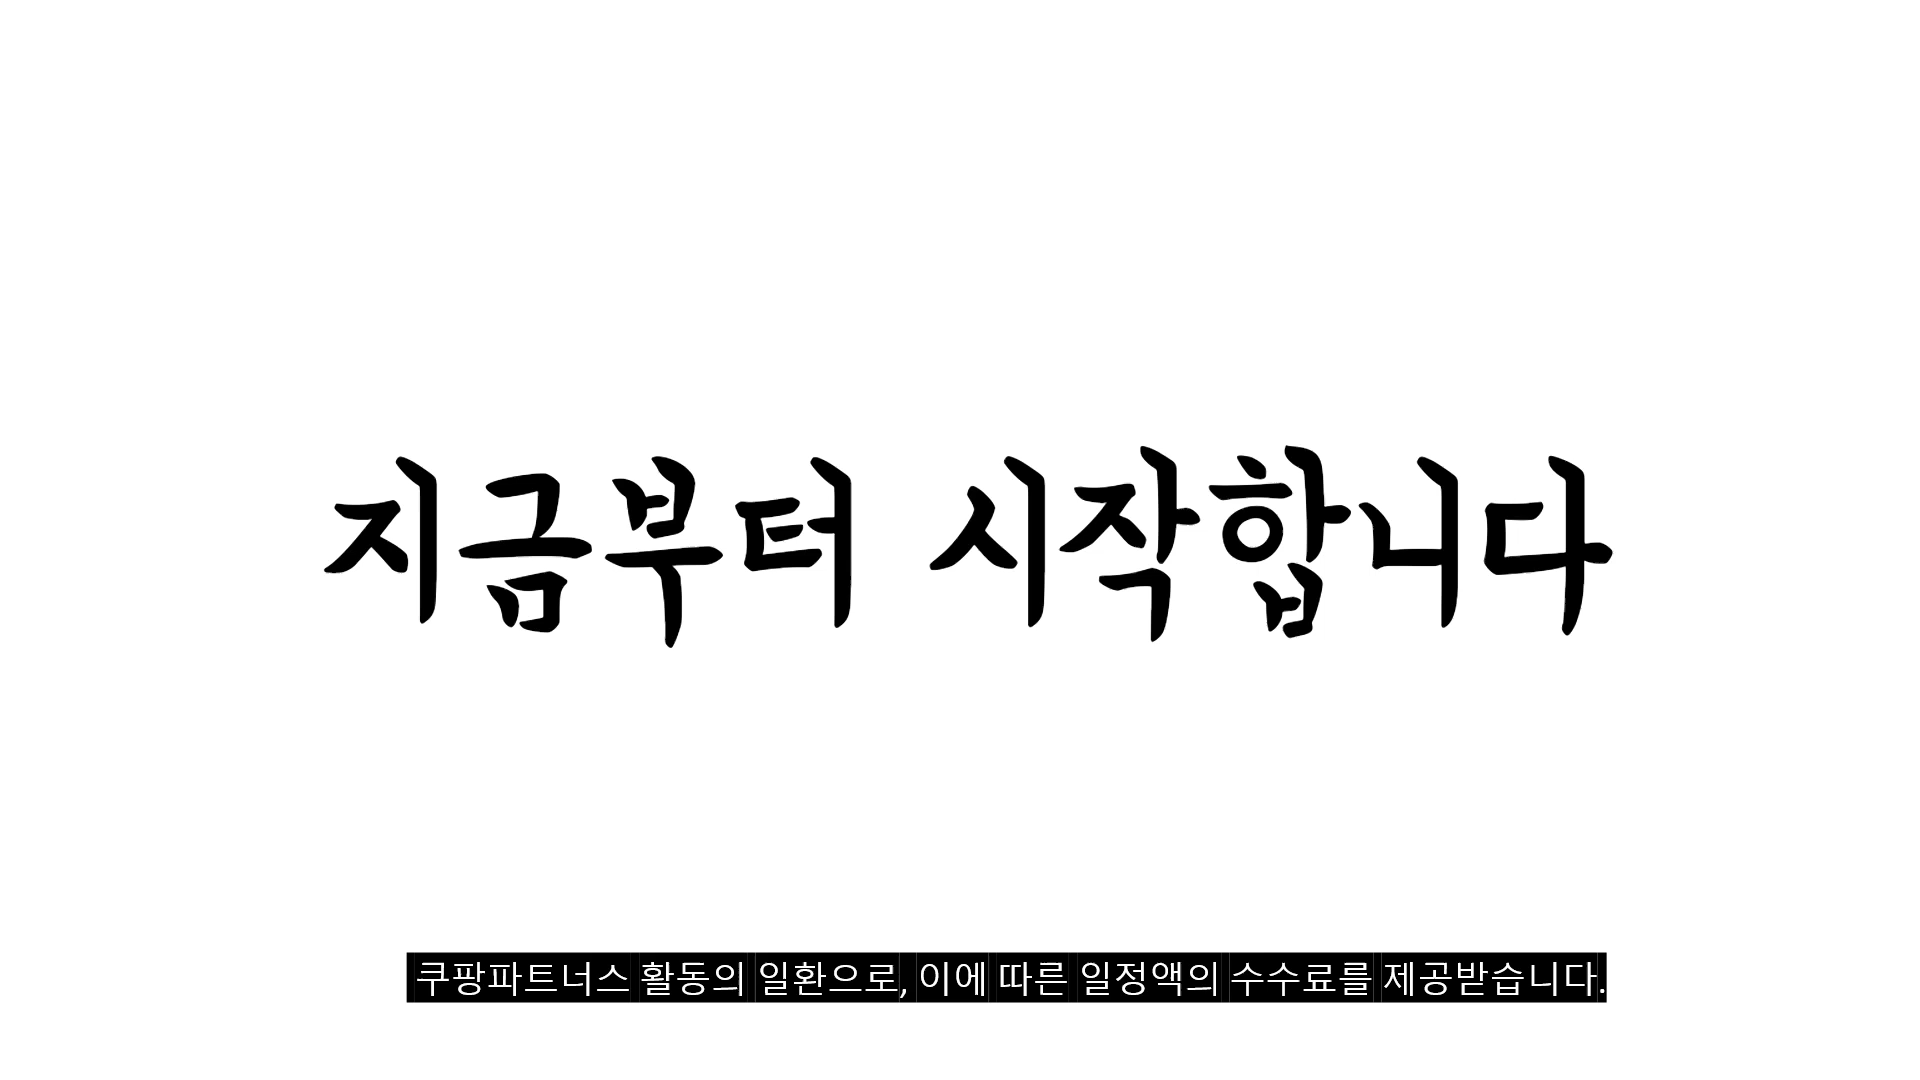 지금부터 시작합니다
쿠팡파트너스 활동의 일환으로, 이에 따른 일정액의 수수료를 제공받습니다.